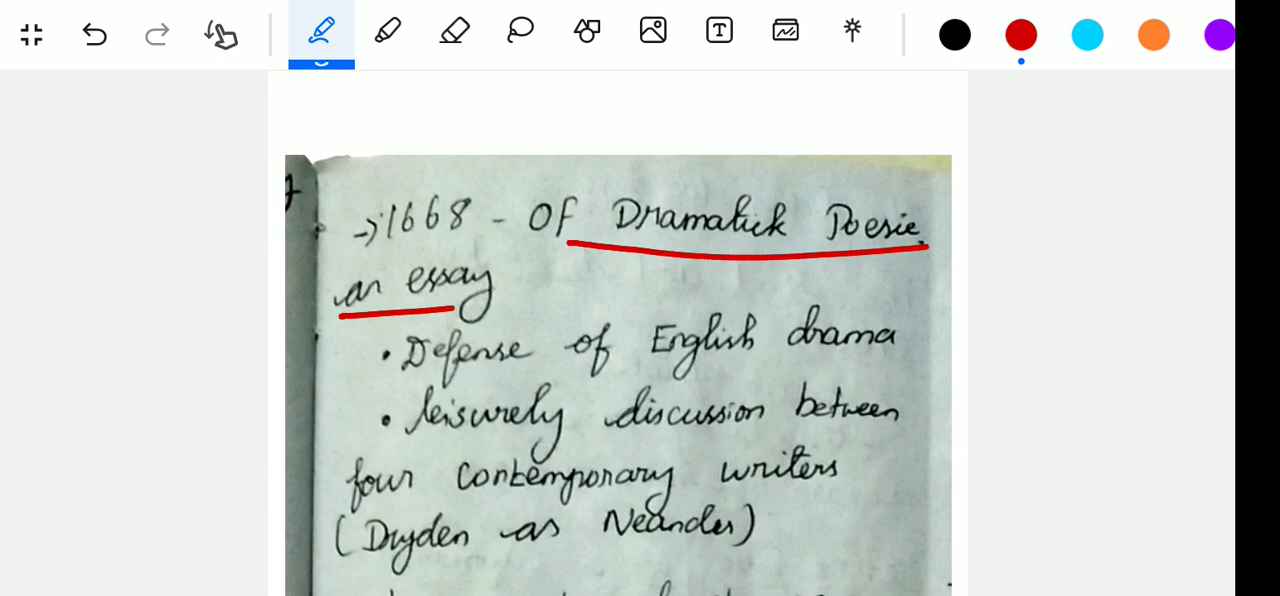 →1668 - Of Dramatick Poesie.
an essay
• Defense of English drama
• leisurely discussion between
four contemporary writers
(Dryden as Neander)